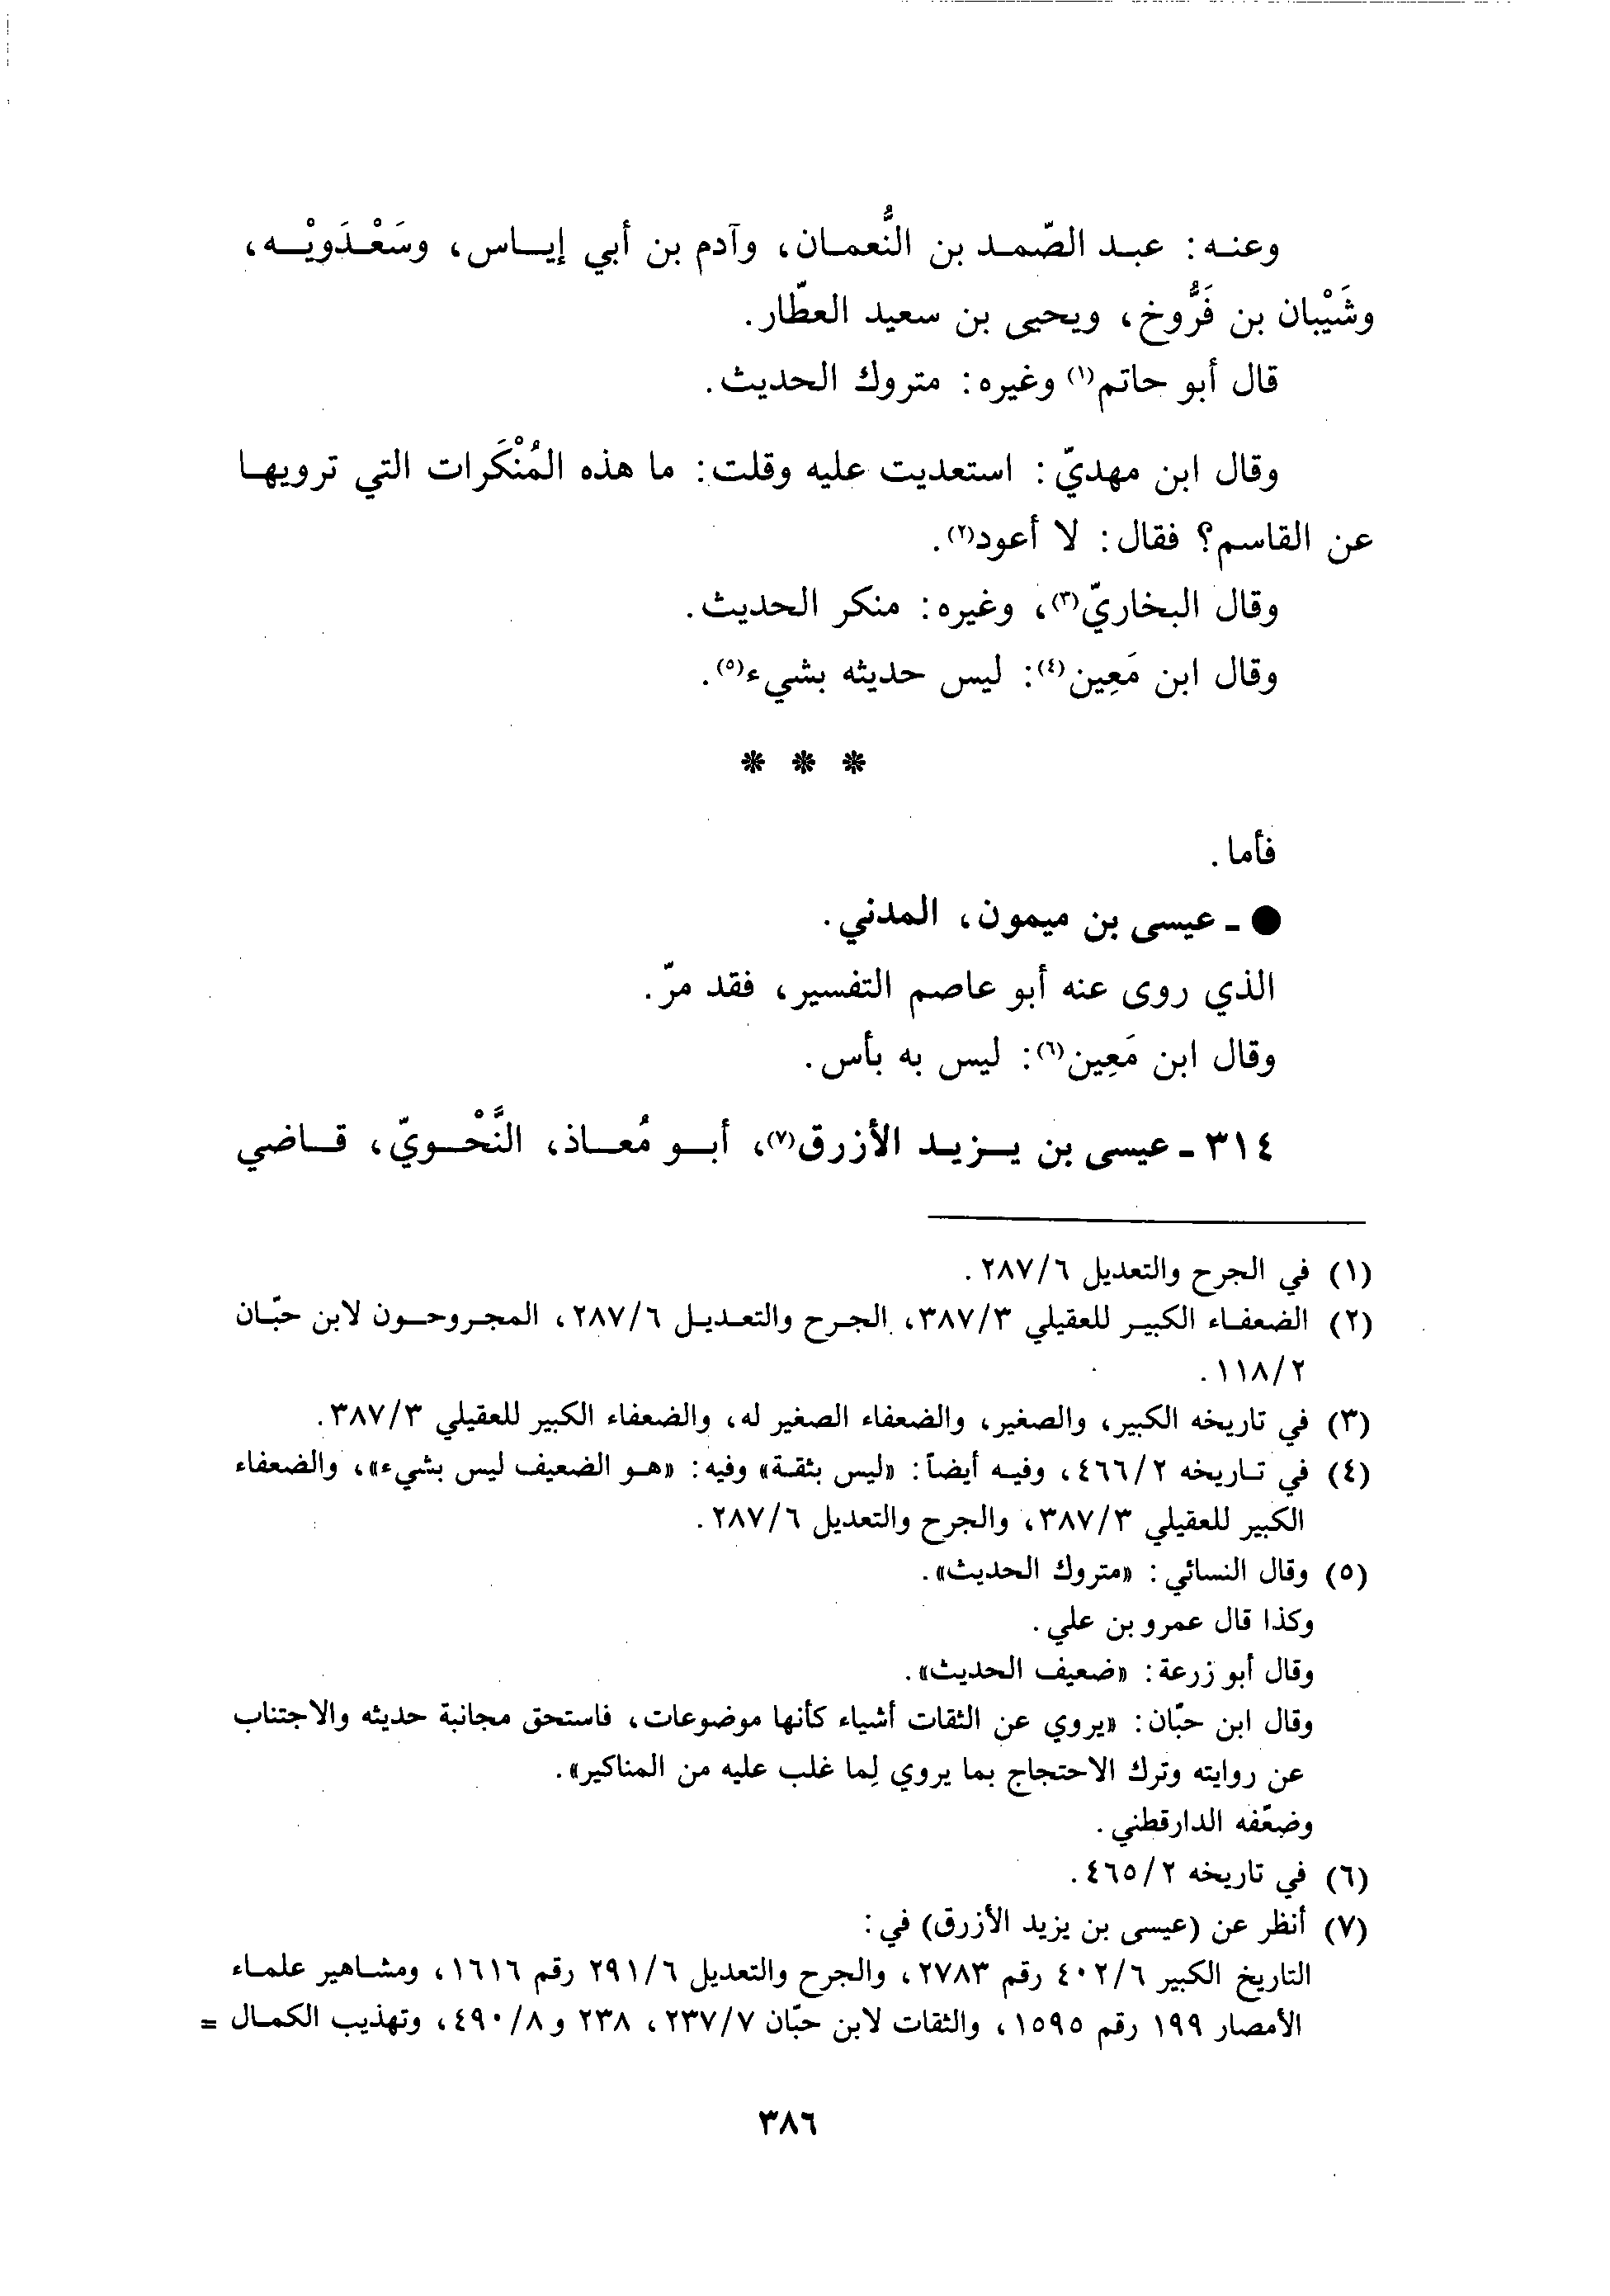 وعنه: عبد الصّمد بن النُّعمان، وآدم بن أبي إياس، وسَعْدَويْه،
وشَيْبان بن فَرُّوخ، ويحيى بن سعيد العطّار.
قال أبو حاتم(١) وغيره: متروك الحديث.
وقال ابن مهديّ: استعديت عليه وقلت: ما هذه المُنْكَرات التي ترويها
عن القاسم؟ فقال: لا أعود(٢).
وقال البخاريّ(٣)، وغيره: منكر الحديث.
وقال ابن مَعِين(٤): ليس حديثه بشيء(٥).
* * *
فأما.
● ـ عيسى بن ميمون، المدني.
الذي روى عنه أبو عاصم التفسير، فقد مرّ.
وقال ابن مَعِين(٦): ليس به بأس.
٣١٤ ـ عيسى بن يزيد الأزرق(٧)، أبو مُعاذ، النَّحْويّ، قاضي
(١) في الجرح والتعديل ٢٨٧/٦.
(٢) الضعفاء الكبير للعقيلي ٣٨٧/٣، الجرح والتعديل ٢٨٧/٦، المجروحون لابن حبّان
١١٨/٢.
(٣) في تاريخه الكبير، والصغير، والضعفاء الصغير له، والضعفاء الكبير للعقيلي ٣٨٧/٣.
(٤) في تاريخه ٤٦٦/٢، وفيه أيضاً: «ليس بثقة» وفيه: «هو الضعيف ليس بشيء»، والضعفاء
الكبير للعقيلي ٣٨٧/٣، والجرح والتعديل ٢٨٧/٦.
(٥) وقال النسائي: «متروك الحديث».
وكذا قال عمرو بن علي.
وقال أبو زرعة: «ضعيف الحديث».
وقال ابن حبّان: «يروي عن الثقات أشياء كأنها موضوعات، فاستحق مجانبة حديثه والاجتناب
عن روايته وترك الاحتجاج بما يروي لِما غلب عليه من المناكير».
وضعّفه الدارقطني.
(٦) في تاريخه ٤٦٥/٢.
(٧) أنظر عن (عيسى بن يزيد الأزرق) في:
التاريخ الكبير ٤٠٢/٦ رقم ٢٧٨٣، والجرح والتعديل ٢٩١/٦ رقم ١٦١٦، ومشاهير علماء
الأمصار ١٩٩ رقم ١٥٩٥، والثقات لابن حبّان ٢٣٧/٧، ٢٣٨ و ٤٩٠/٨، وتهذيب الكمال =
٣٨٦